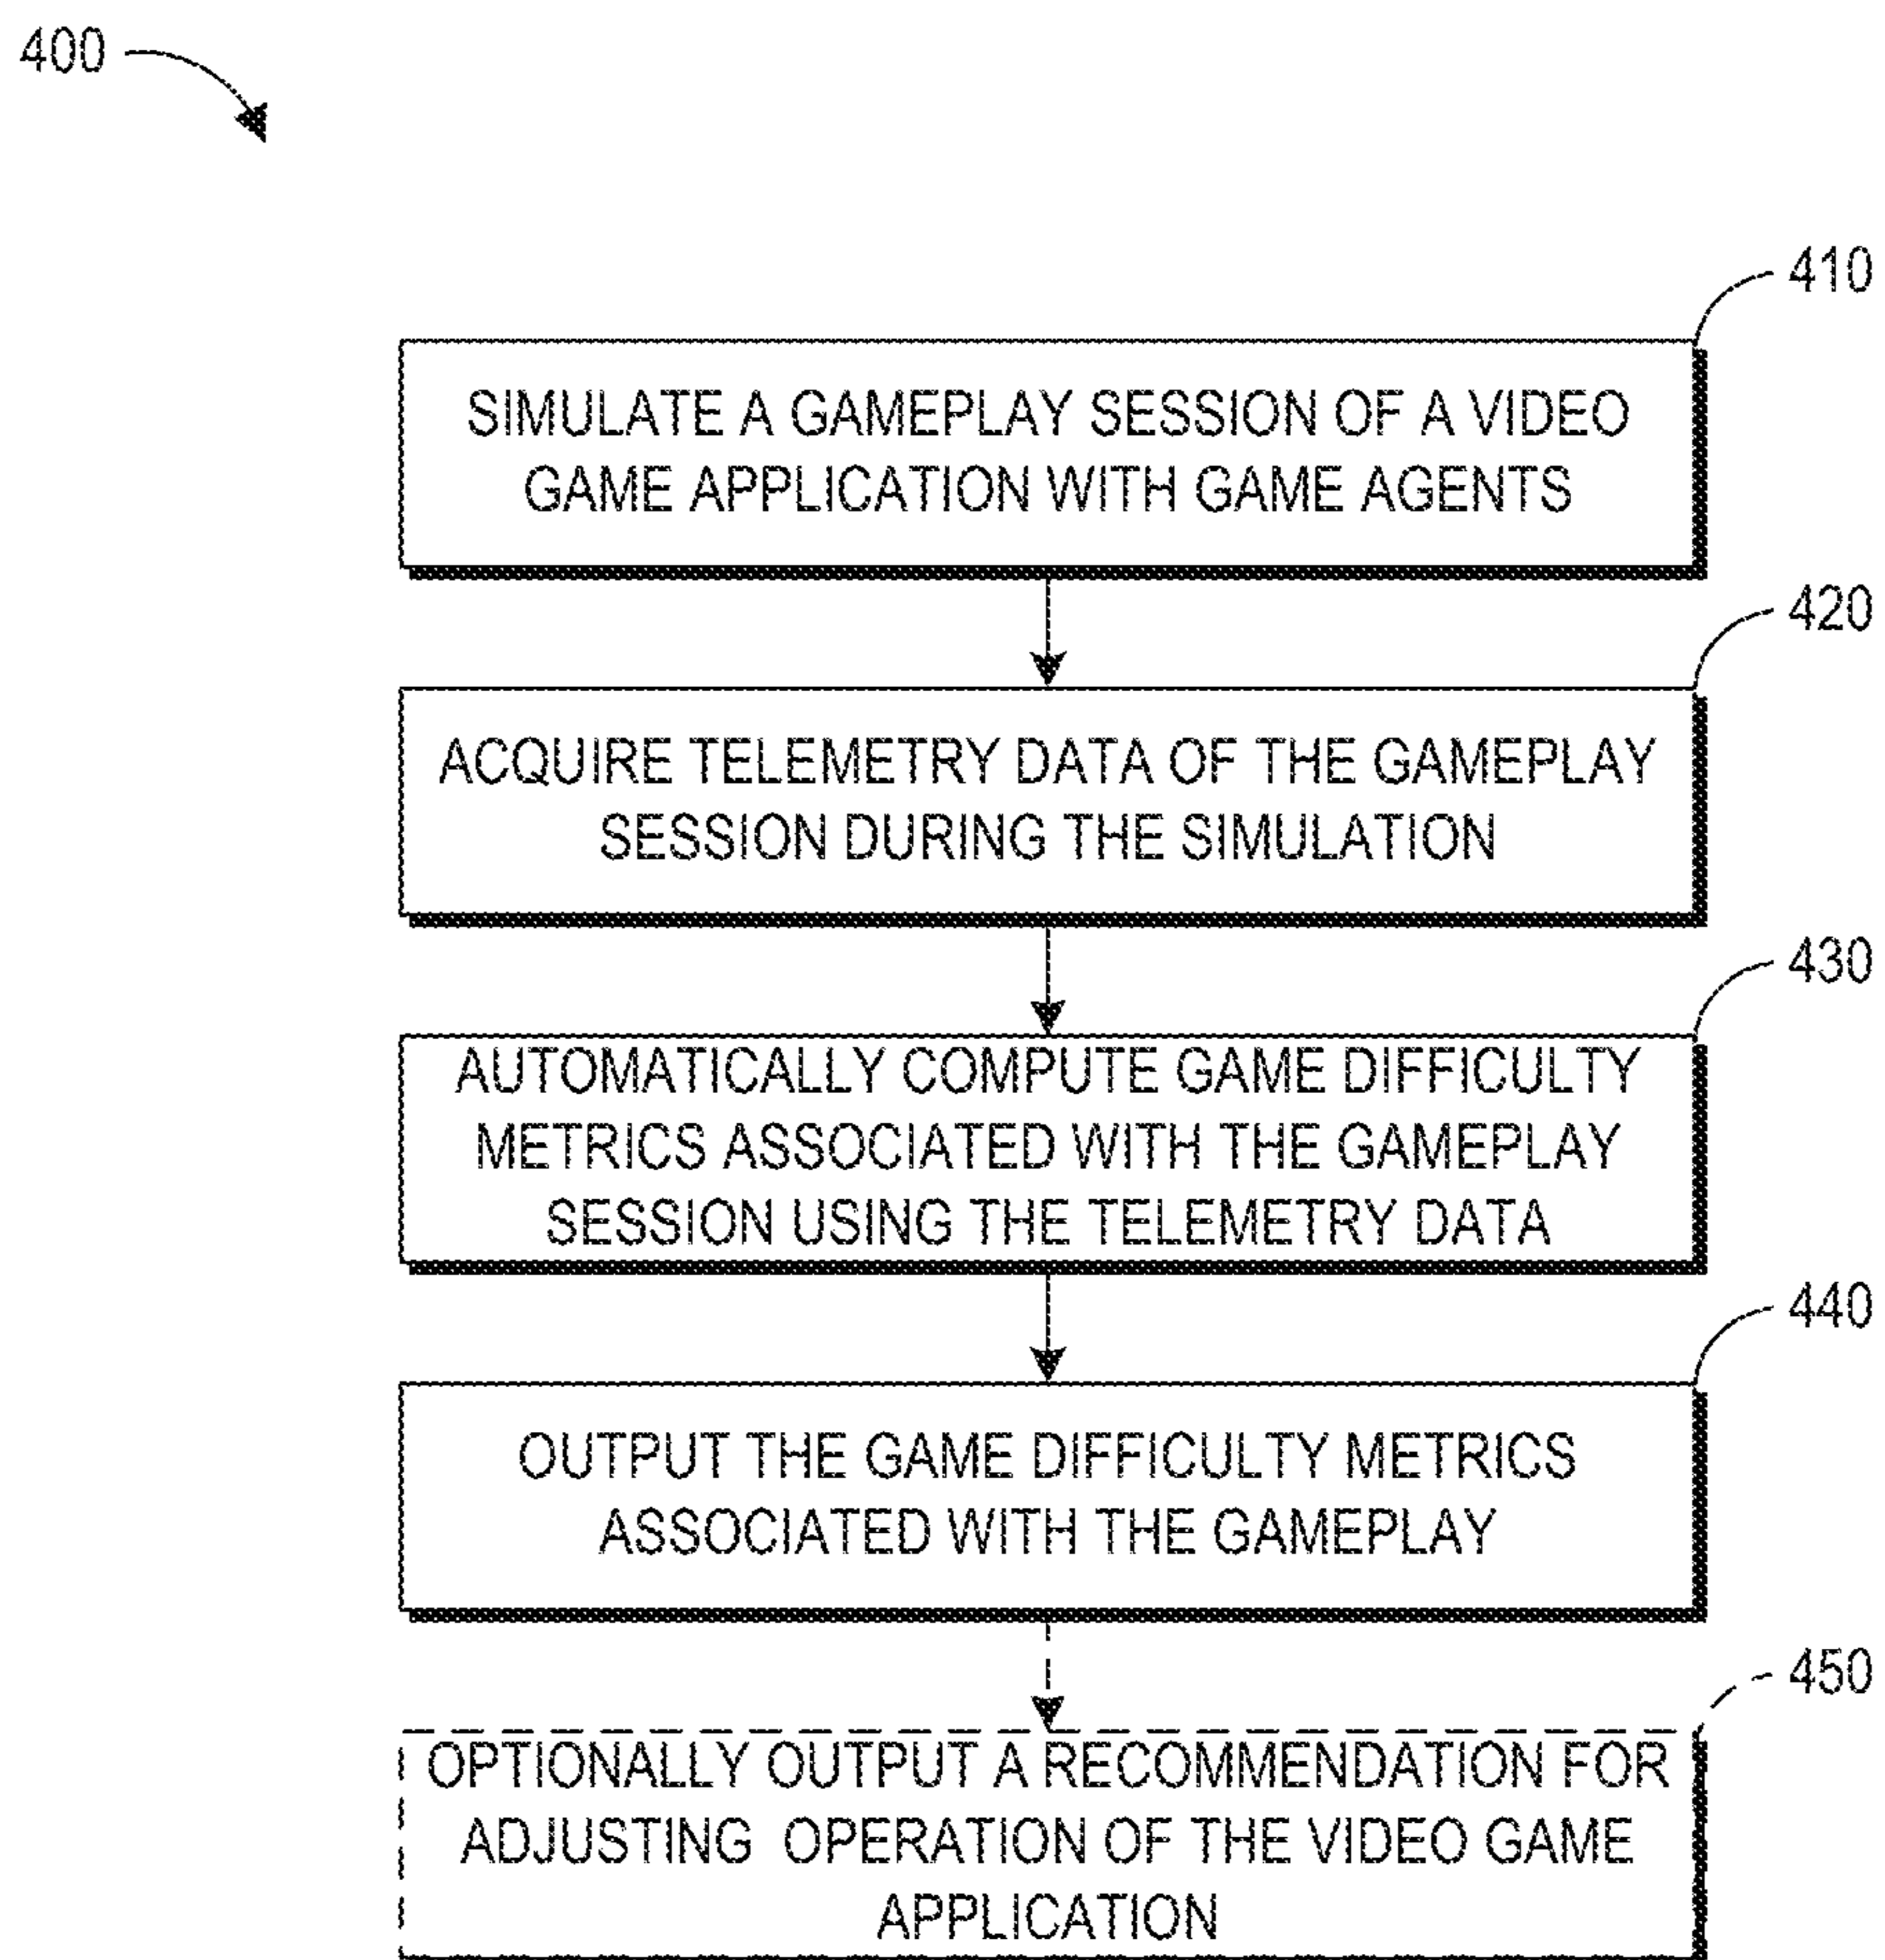 400
410
SIMULATE A GAMEPLAY SESSION OF A VIDEO
GAME APPLICATION WITH GAME AGENTS
420
ACQUIRE TELEMETRY DATA OF THE GAMEPLAY
SESSION DURING THE SIMULATION
430
AUTOMATICALLY COMPUTE GAME DIFFICULTY
METRICS ASSOCIATED WITH THE GAMEPLAY
SESSION USING THE TELEMETRY DATA
440
OUTPUT THE GAME DIFFICULTY METRICS
ASSOCIATED WITH THE GAMEPLAY
450
OPTIONALLY OUTPUT A RECOMMENDATION FOR
ADJUSTING OPERATION OF THE VIDEO GAME
APPLICATION